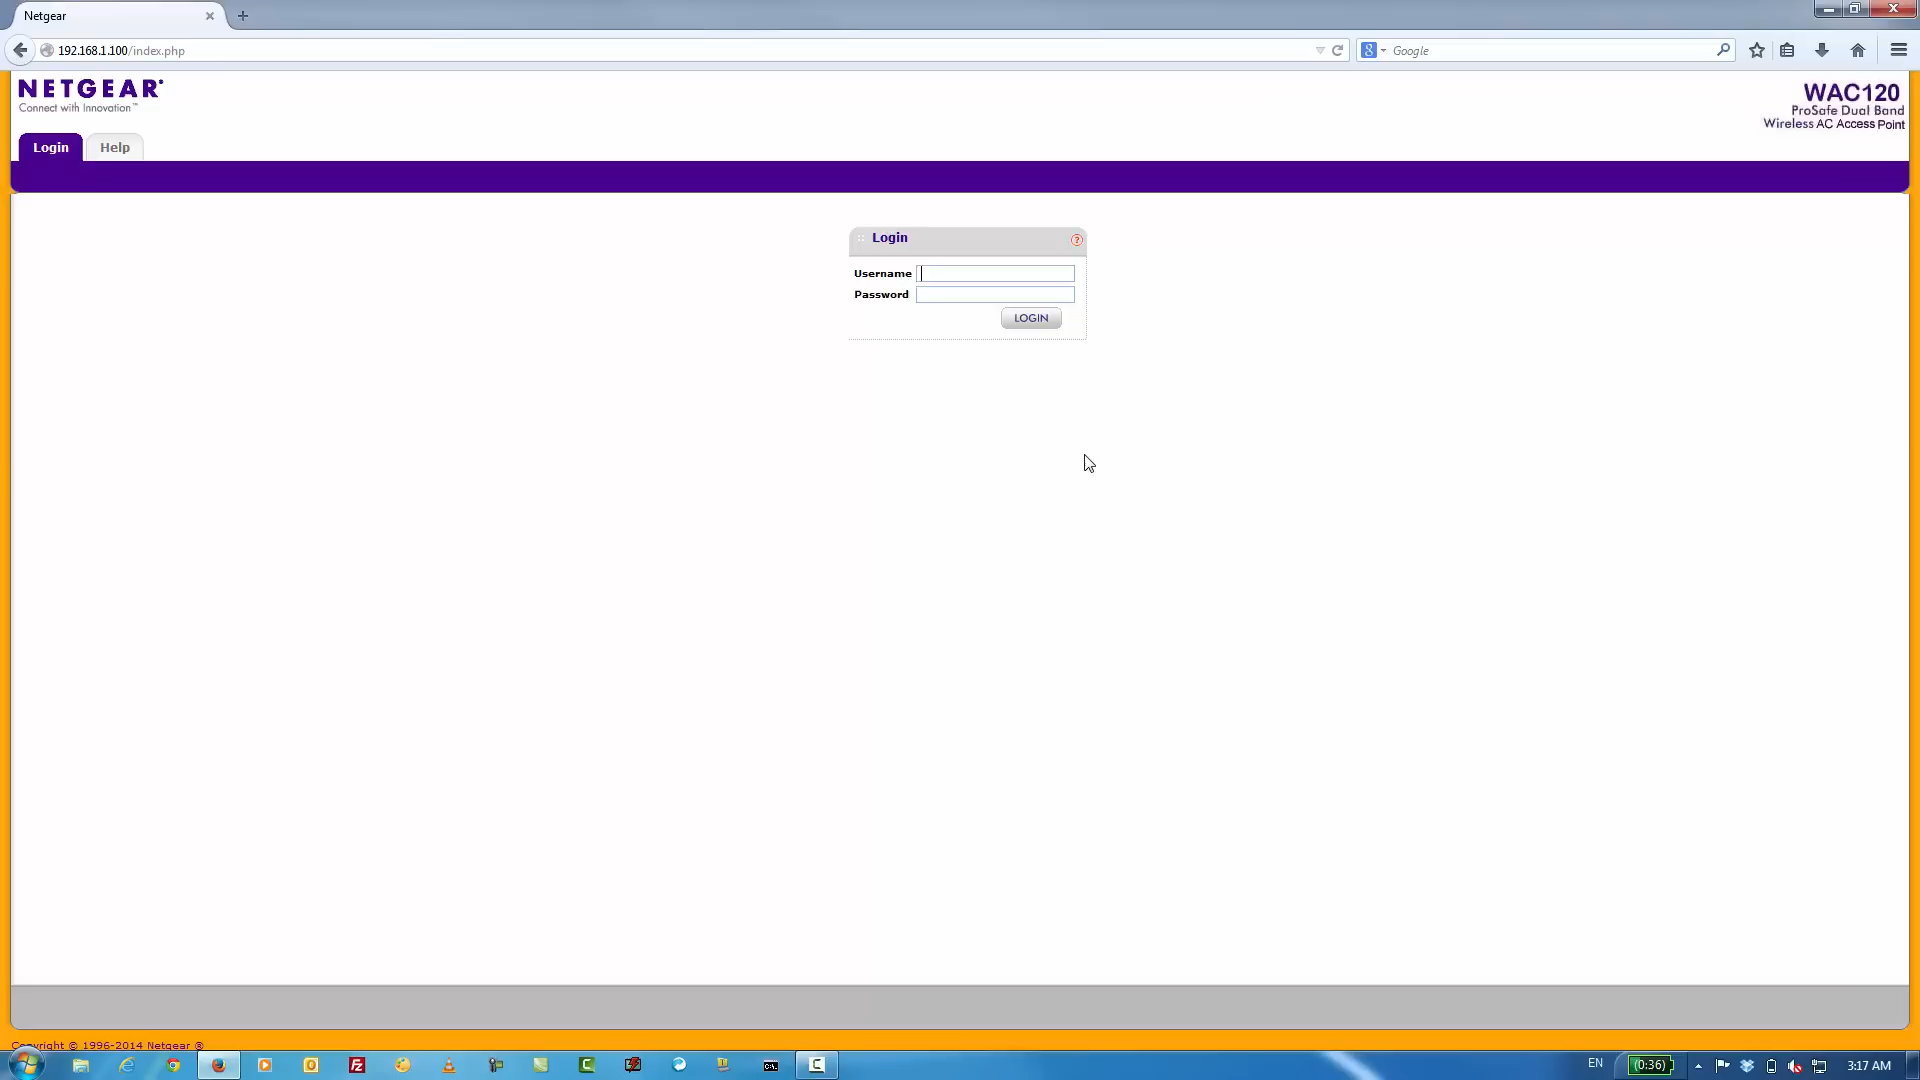 Netgear
192.168.1.100/index.php
Google
NETGEAR®
Connect with Innovation™
WAC120
ProSafe Dual Band
Wireless AC Access Point
Login
Help
Login
?
Username
Password
LOGIN
Copyright © 1996-2014 Netgear ®
EN
(0:36)
3:17 AM